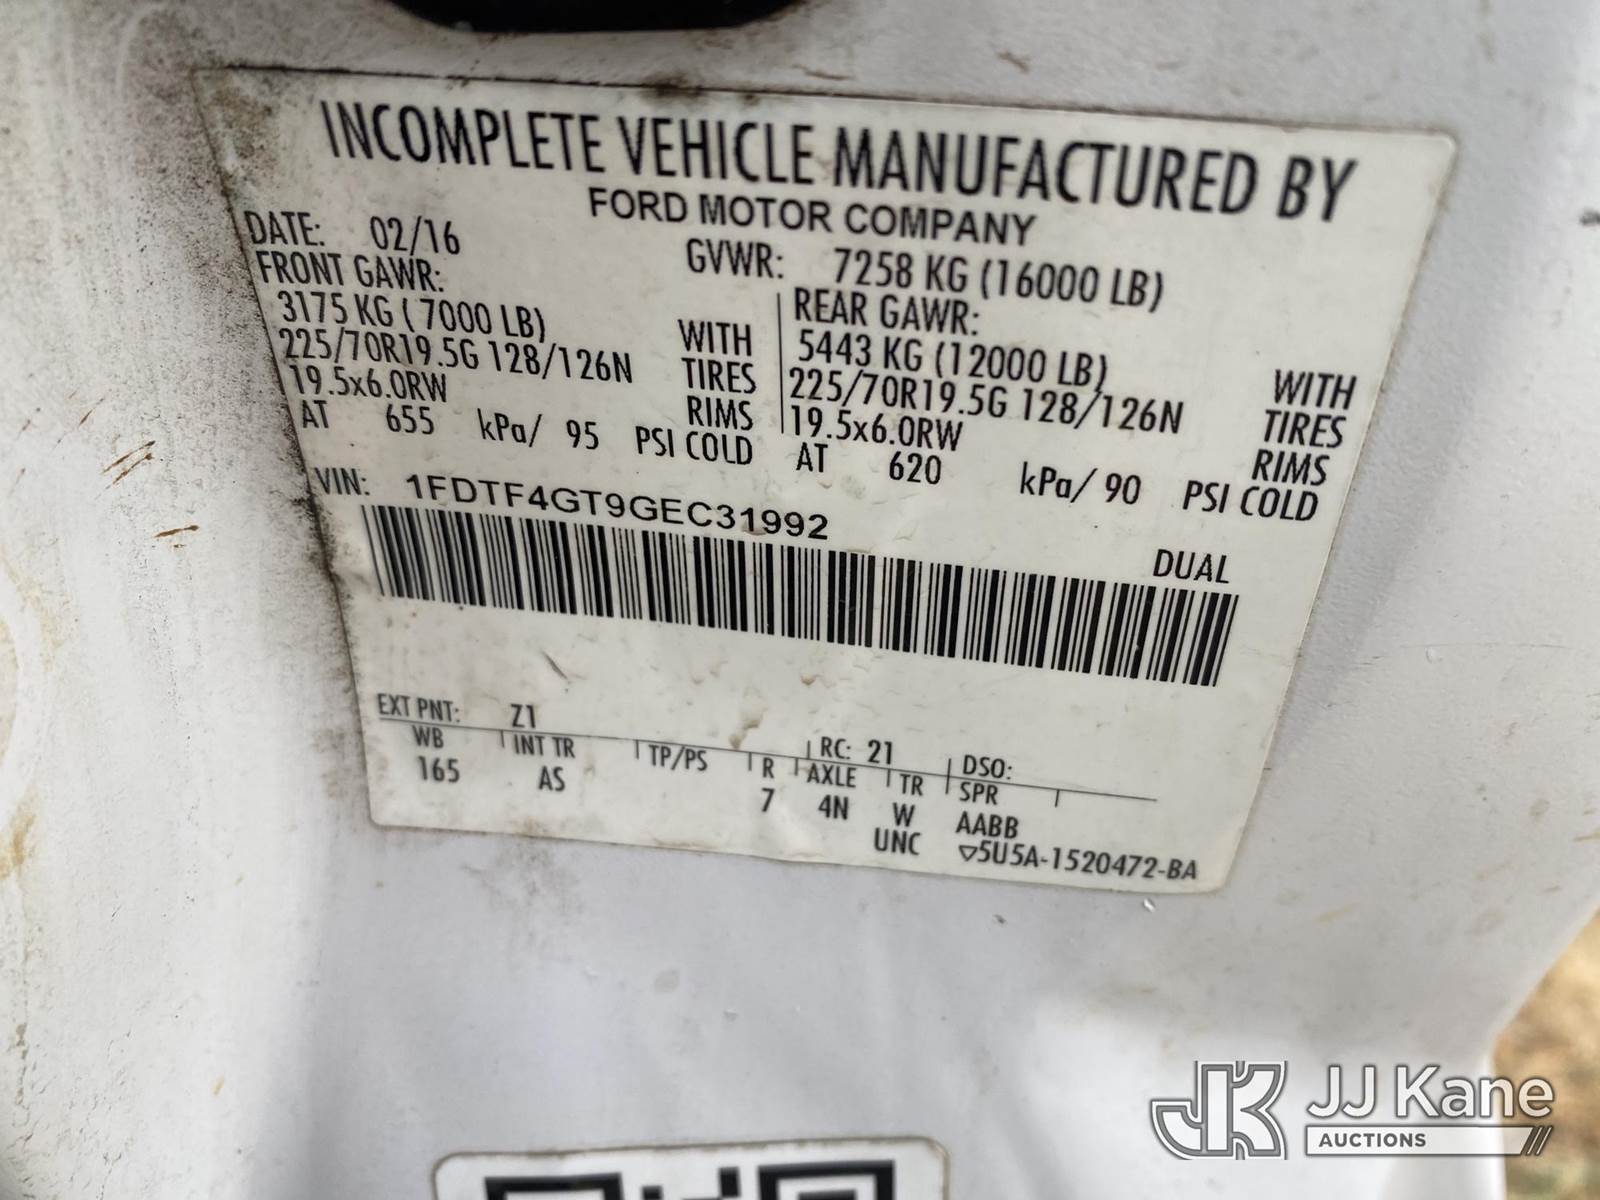 INCOMPLETE VEHICLE MANUFACTURED BY
FORD MOTOR COMPANY
DATE: 02/16 GVWR: 7258 KG (16000 LB)
FRONT GAWR: REAR GAWR:
3175 KG (7000 LB) WITH 5443 KG (12000 LB) WITH
225/70R19.5G 128/126N TIRES 225/70R19.5G 128/126N TIRES
19.5x6.0RW RIMS 19.5x6.0RW RIMS
AT 655 kPa/ 95 PSI COLD AT 620 kPa/ 90 PSI COLD
VIN: 1FDTF4GT9GEC31992
DUAL
EXT PNT: Z1 RC: 21 DSO:
WB INT TR TP/PS R AXLE TR SPR
165 AS 7 4N W AABB
UNC ▽5U5A-1520472-BA
JK JJ Kane
AUCTIONS